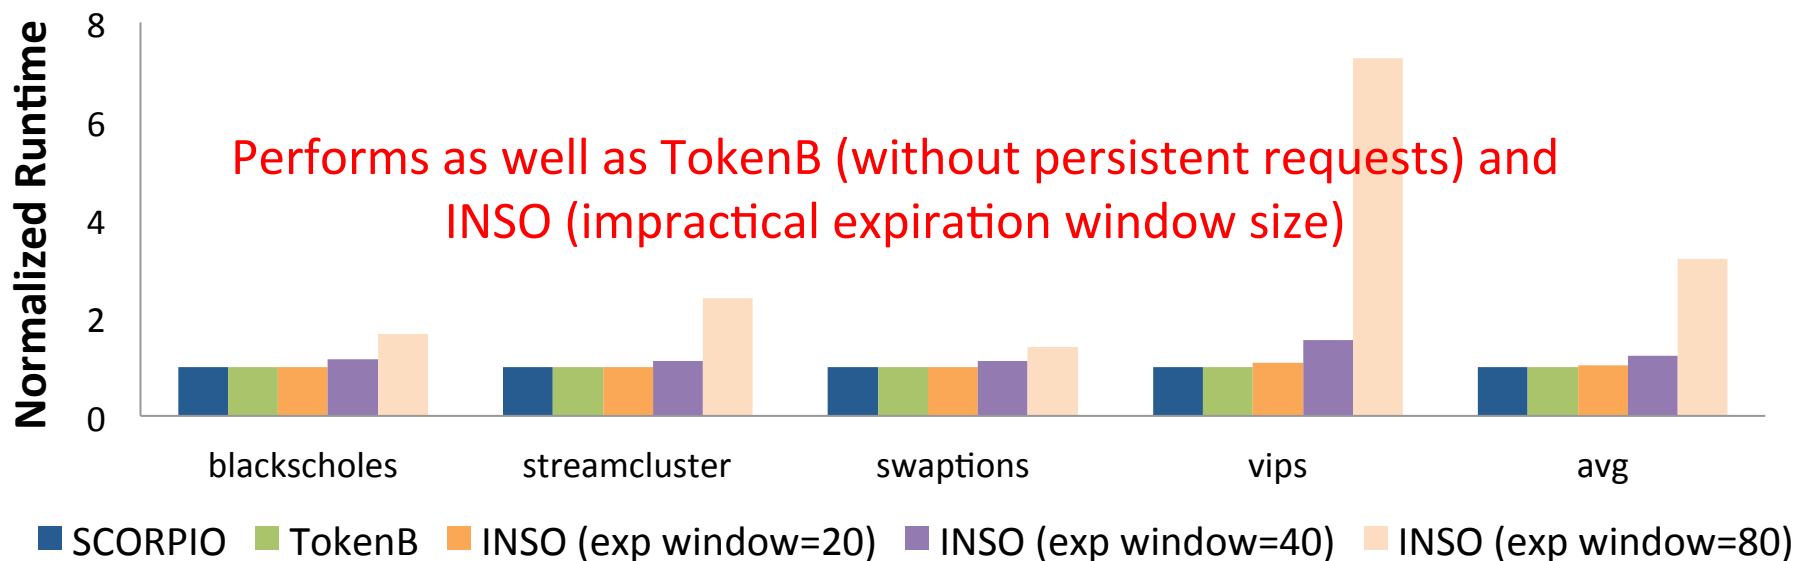 Normalized Runtime
8
6
4
2
0
Performs as well as TokenB (without persistent requests) and
INSO (impractical expiration window size)
blackscholes streamcluster swaptions vips avg
SCORPIO TokenB INSO (exp window=20) INSO (exp window=40) INSO (exp window=80)